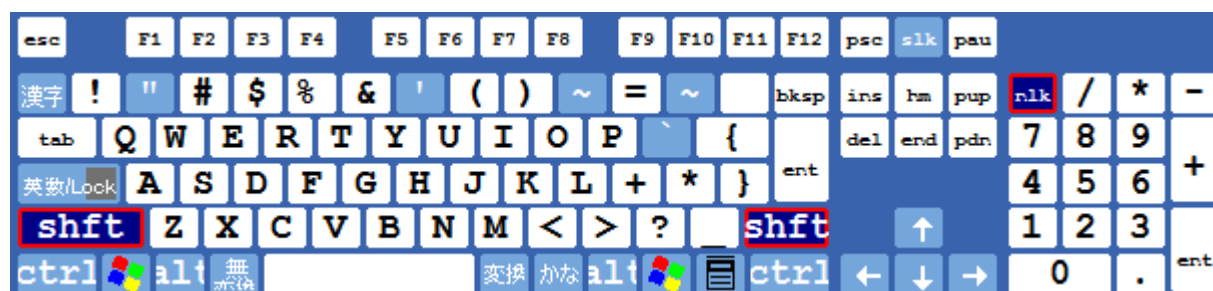 esc F1 F2 F3 F4 F5 F6 F7 F8 F9 F10 F11 F12 psc slk pau
漢字 ! " # $ % & ' ( ) ~ = ~ bksp ins hm pup nlk / * -
tab Q W E R T Y U I O P ` { ent del end pdn 7 8 9 +
英数/Lock A S D F G H J K L + * } 4 5 6
shft Z X C V B N M < > ? _ shft ↑ 1 2 3 ent
ctrl alt 無変換 変換 かな alt ctrl ← ↓ → 0 .